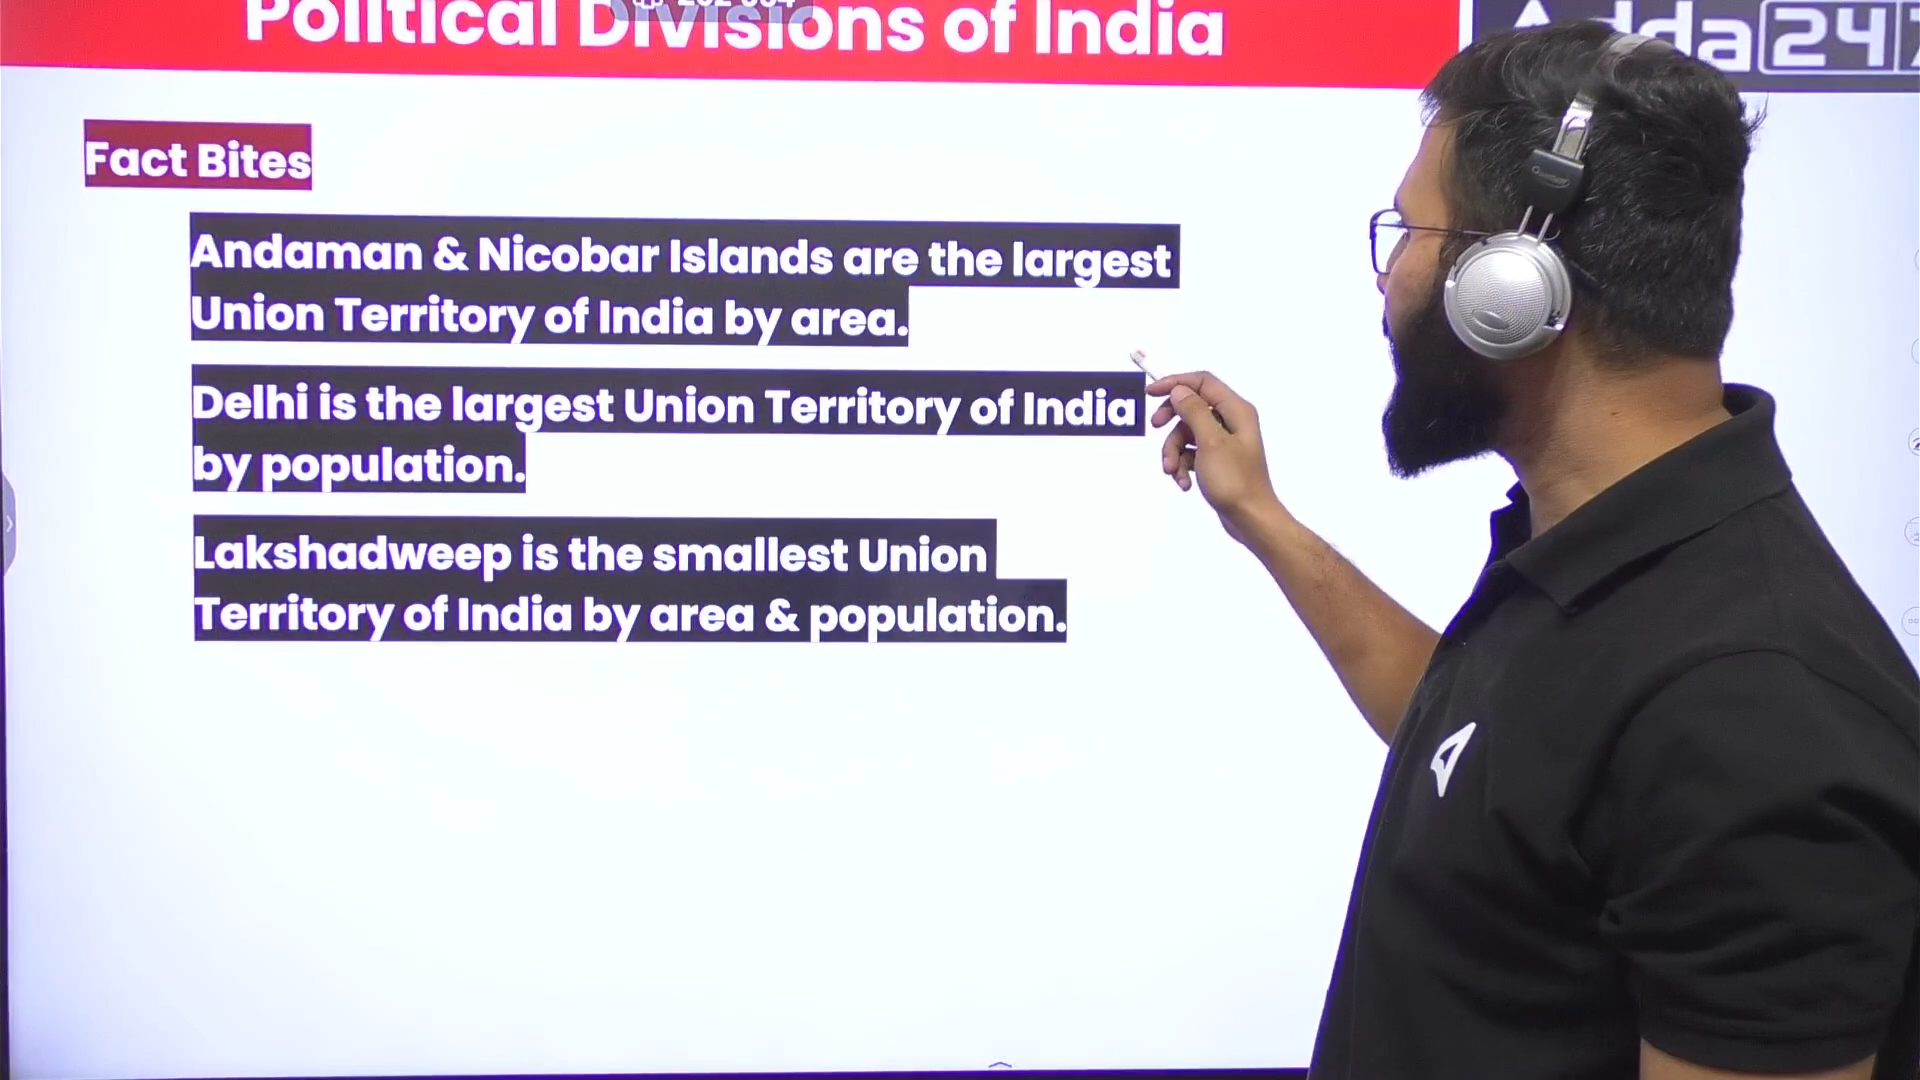 Political Divisions of India
Adda 247
Fact Bites
Andaman & Nicobar Islands are the largest
Union Territory of India by area.
Delhi is the largest Union Territory of India
by population.
Lakshadweep is the smallest Union
Territory of India by area & population.